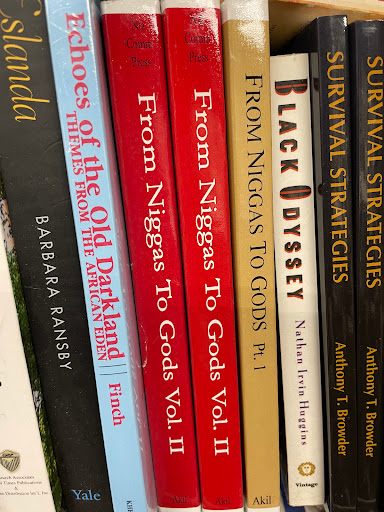 Eslanda
BARBARA RANSBY
Yale
Echoes of the Old Darkland
THEMES FROM THE AFRICAN EDEN
Finch
Press
From Niggas To Gods Vol. II
Akil
Press
From Niggas To Gods Vol. II
Akil
FROM NIGGAS TO GODS Pt. 1
Akil
BLACK ODYSSEY
Nathan Irvin Huggins
Vintage
SURVIVAL STRATEGIES
Anthony T. Browder
SURVIVAL STRATEGIES
Anthony T. Browder